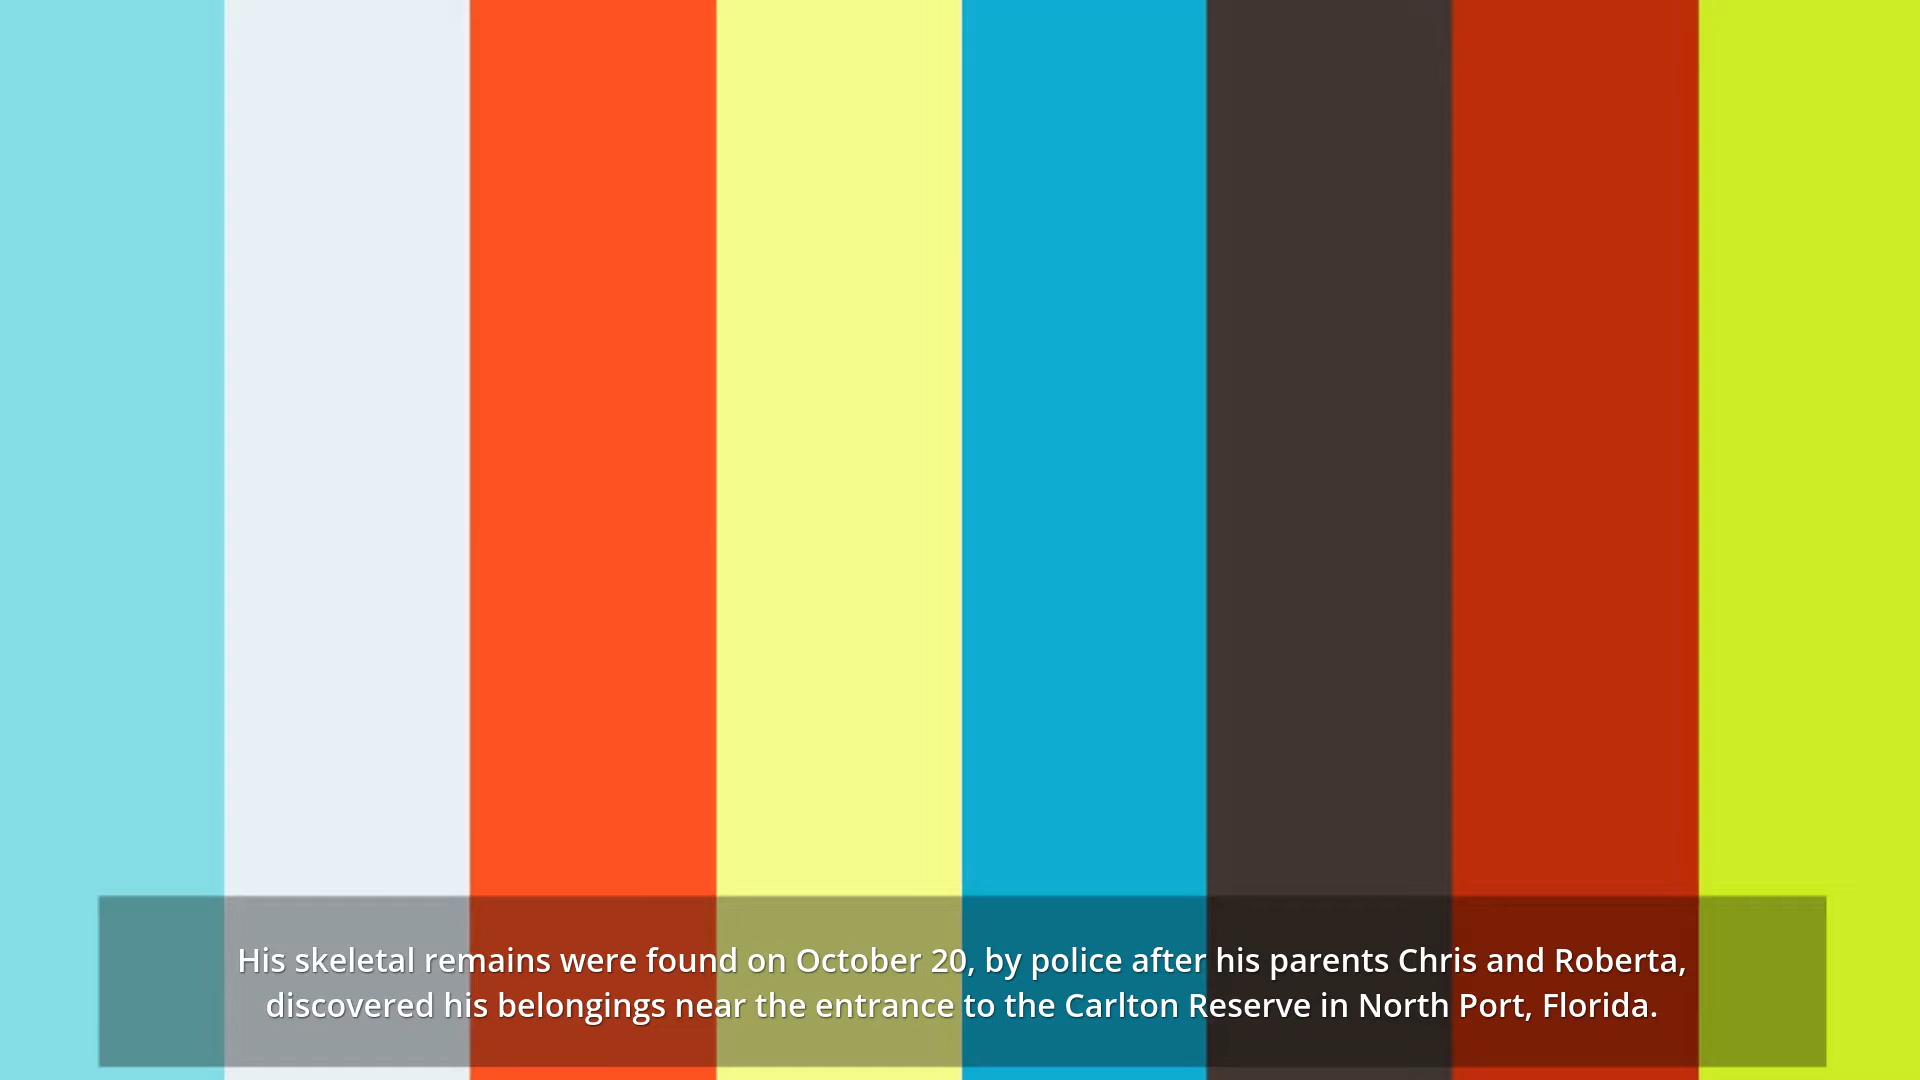 His skeletal remains were found on October 20, by police after his parents Chris and Roberta,
discovered his belongings near the entrance to the Carlton Reserve in North Port, Florida.